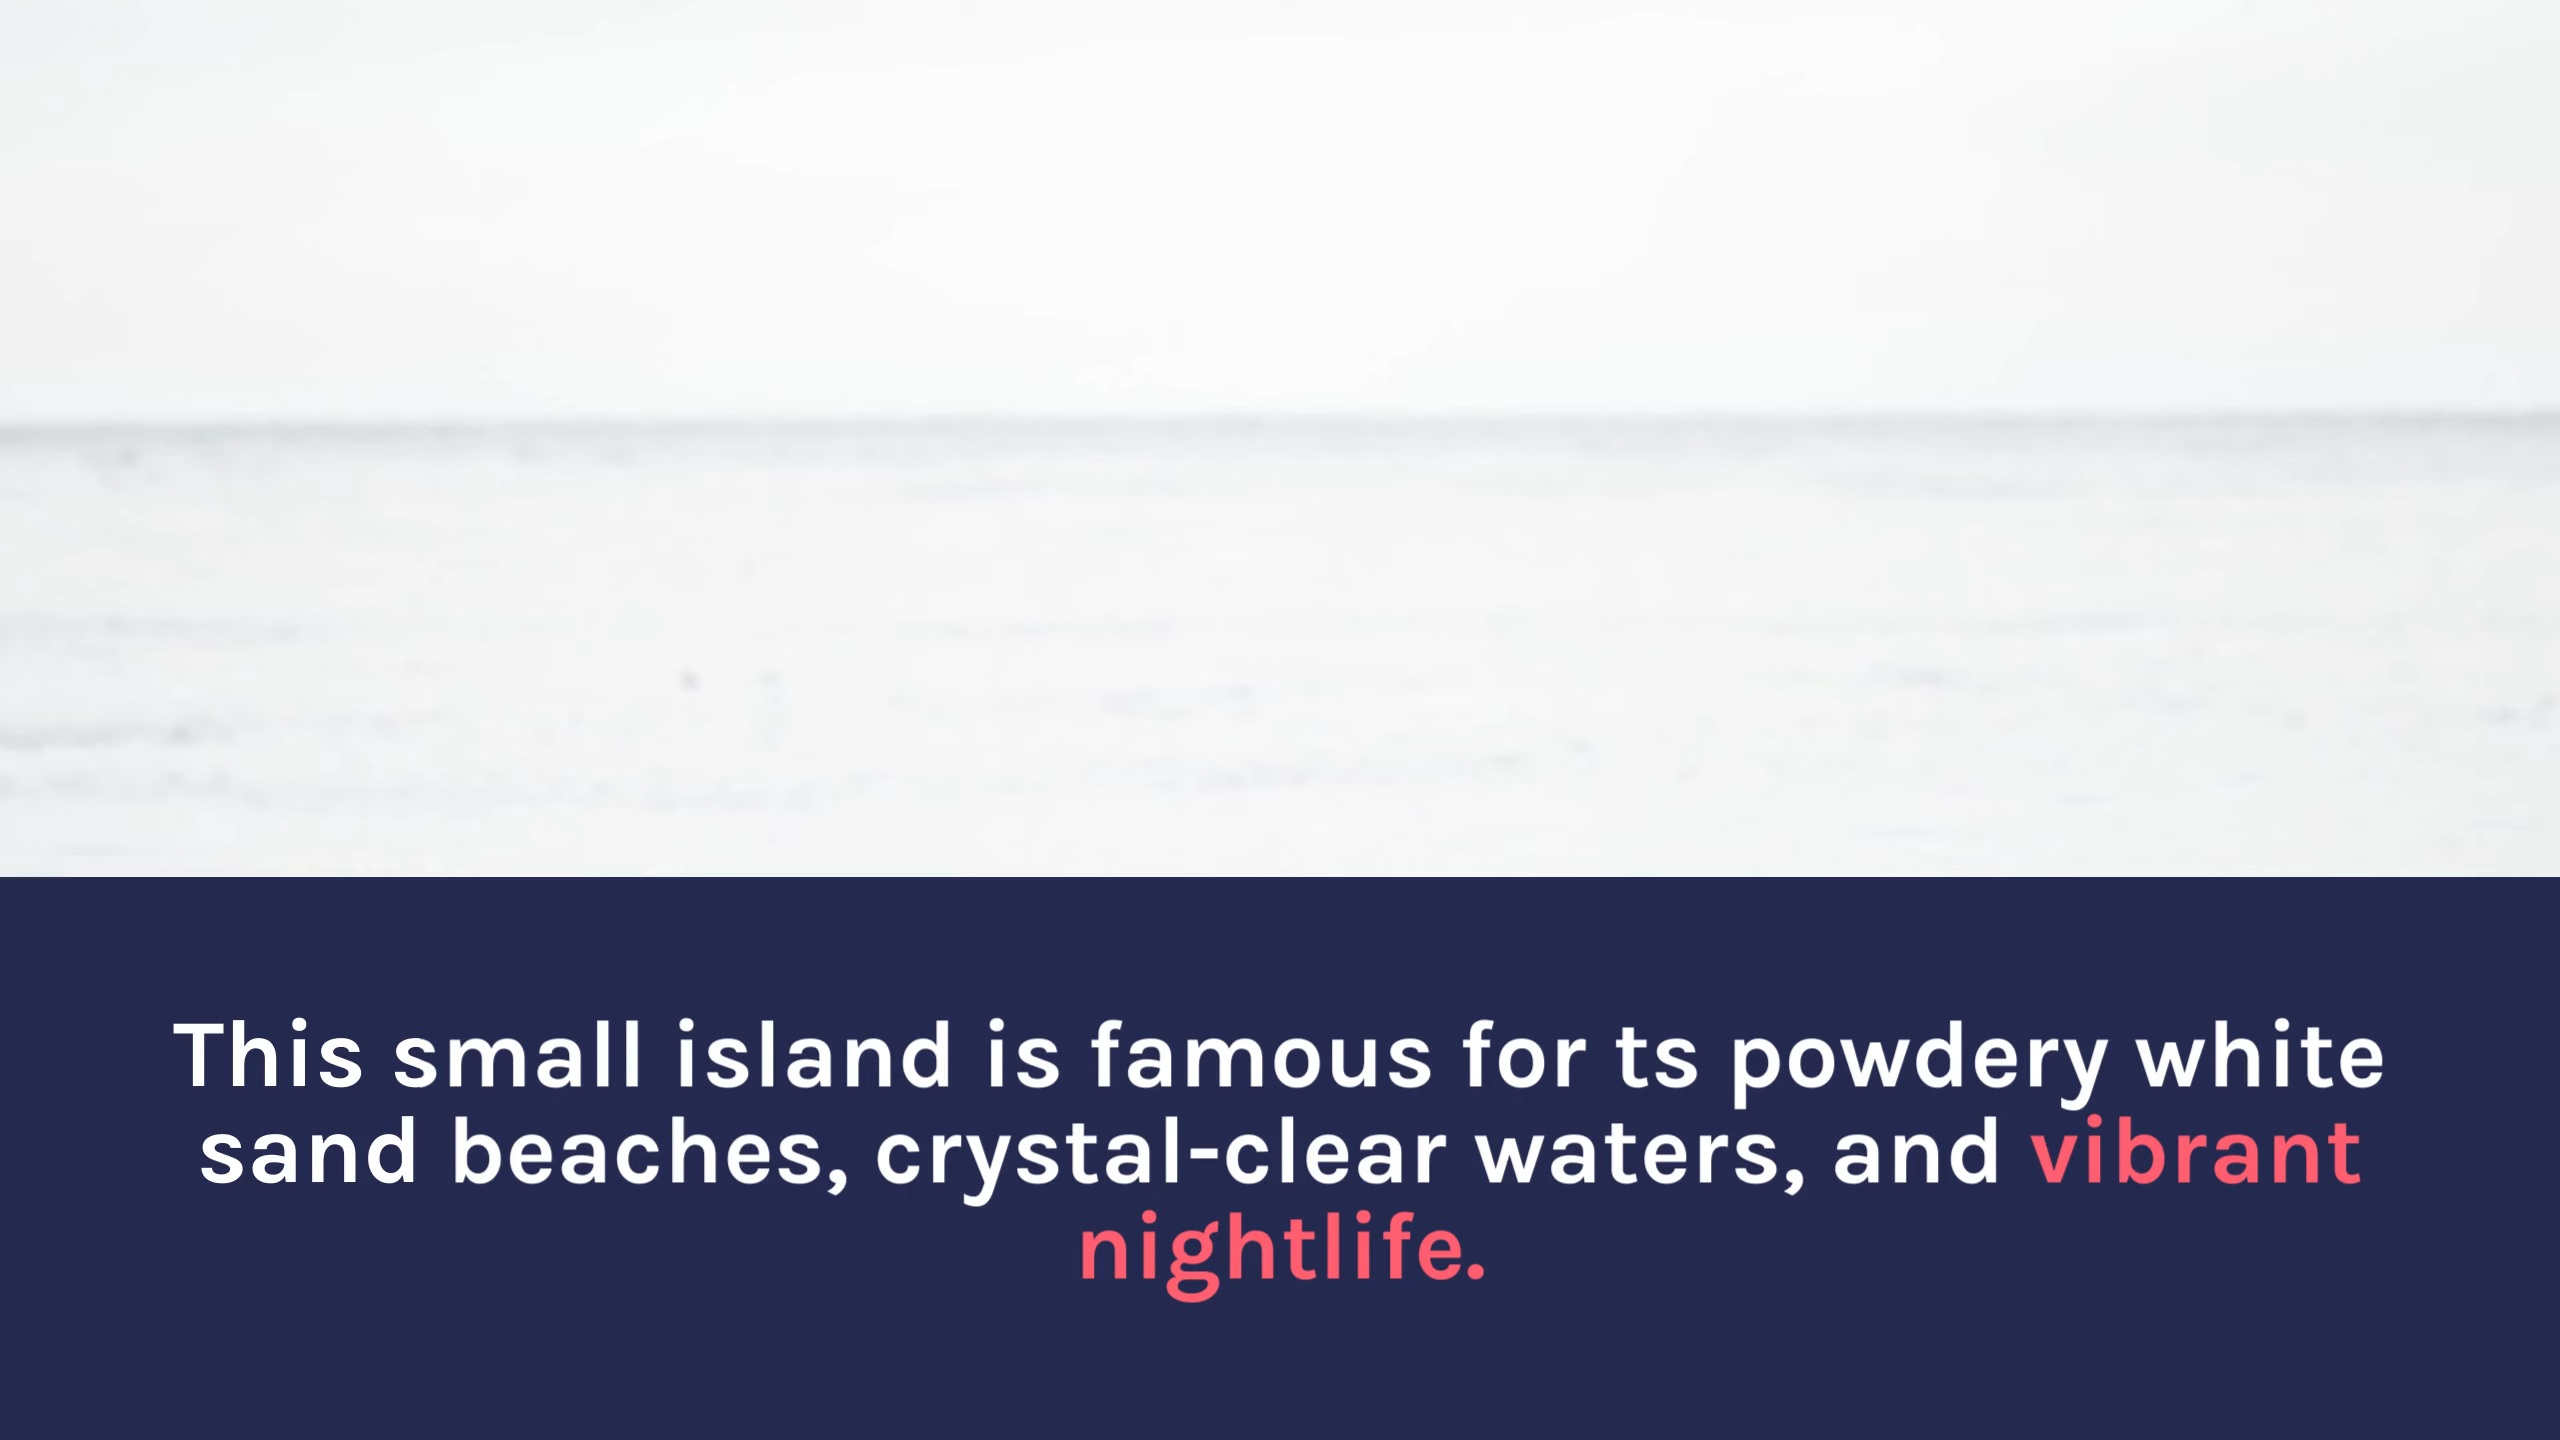 This small island is famous for ts powdery white
sand beaches, crystal-clear waters, and vibrant
nightlife.